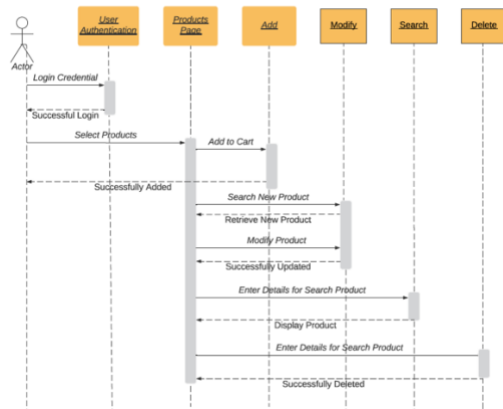 User
Authentication
Products
Page
Add
Modify
Search
Delete
Actor
Login Credential
Successful Login
Select Products
Add to Cart
Successfully Added
Search New Product
Retrieve New Product
Modify Product
Successfully Updated
Enter Details for Search Product
Display Product
Enter Details for Search Product
Successfully Deleted